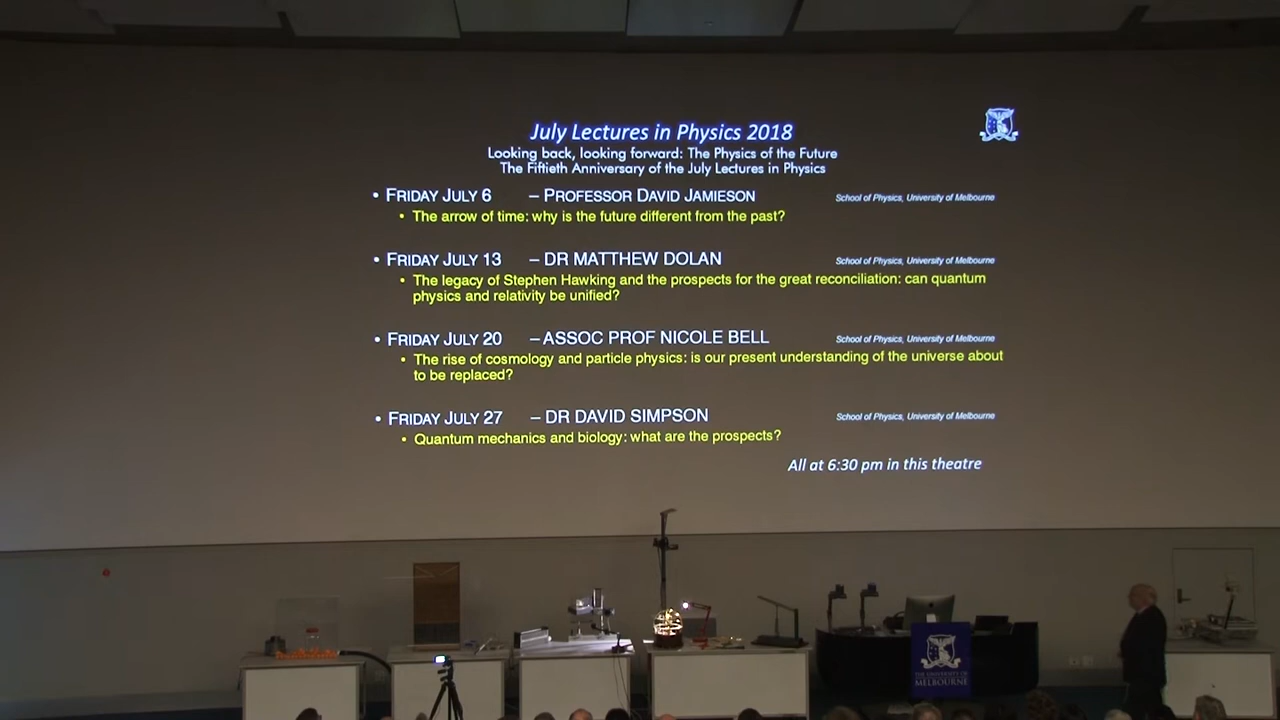 July Lectures in Physics 2018
Looking back, looking forward: The Physics of the Future
The Fiftieth Anniversary of the July Lectures in Physics
• FRIDAY JULY 6 – PROFESSOR DAVID JAMIESON School of Physics, University of Melbourne
• The arrow of time: why is the future different from the past?
• FRIDAY JULY 13 – DR MATTHEW DOLAN School of Physics, University of Melbourne
• The legacy of Stephen Hawking and the prospects for the great reconciliation: can quantum
physics and relativity be unified?
• FRIDAY JULY 20 – ASSOC PROF NICOLE BELL School of Physics, University of Melbourne
• The rise of cosmology and particle physics: is our present understanding of the universe about
to be replaced?
• FRIDAY JULY 27 – DR DAVID SIMPSON School of Physics, University of Melbourne
• Quantum mechanics and biology: what are the prospects?
All at 6:30 pm in this theatre
THE UNIVERSITY OF
MELBOURNE